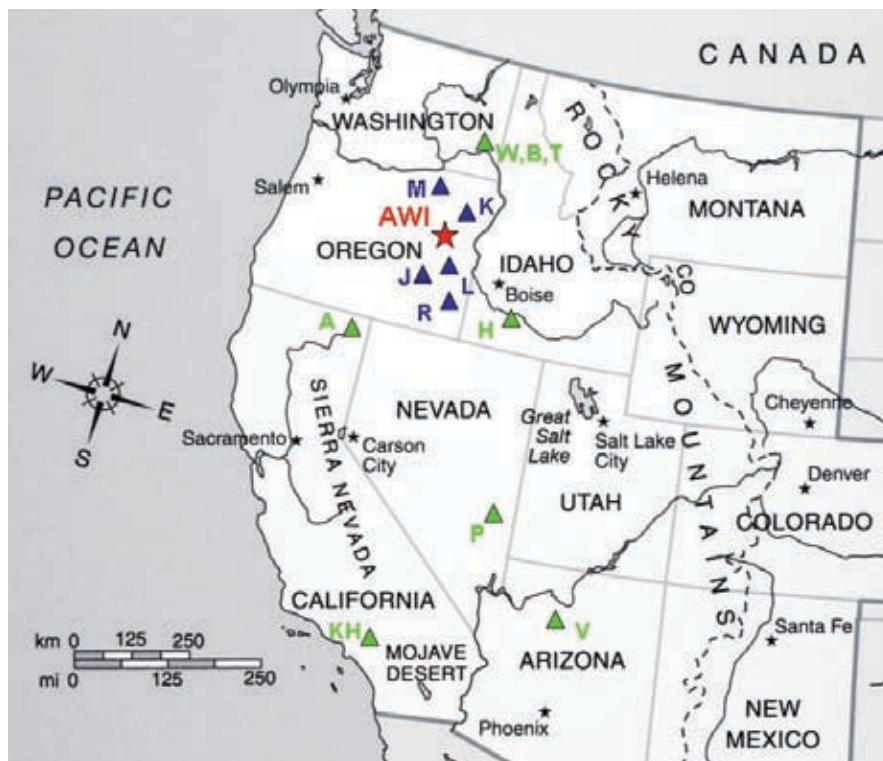 CANADA
Olympia
WASHINGTON
W,B,T
ROCKY
MOUNTAINS
Helena
MONTANA
Salem
M
K
AWI
PACIFIC
OCEAN
OREGON
IDAHO
J
L
Boise
CO
R
A
H
WYOMING
N
W
E
S
SIERRA NEVADA
NEVADA
Cheyenne
Great
Salt
Lake
Salt Lake
City
Sacramento
Carson
City
Denver
UTAH
COLORADO
P
CALIFORNIA
KH
MOJAVE
DESERT
V
ARIZONA
Santa Fe
km 0 125 250
mi 0 125 250
Phoenix
NEW
MEXICO